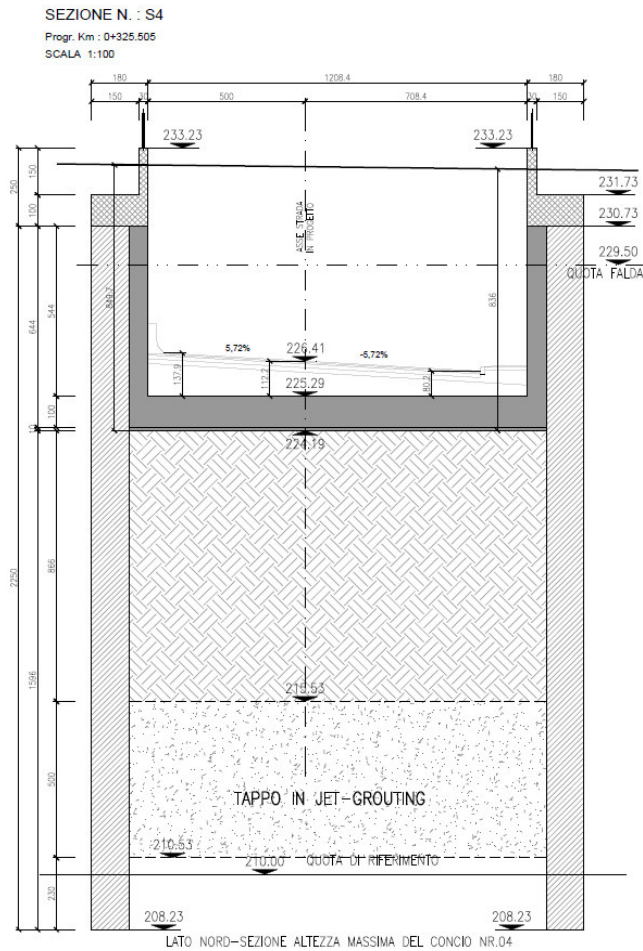 SEZIONE N. : S4
Progr. Km : 0+325.505
SCALA 1:100
180 1208.4 180
150 30 500 708.4 30 150
233.23 233.23
250 150
231.73
100 230.73
ASSE STRADA
IN PROGETTO
229.50
QUOTA FALDA
849.7 836
644 544
5,72% 226.41 -5,72%
137.9 112.2 80.2
225.29
100
10
224.19
2250
866
1596
215.53
500
TAPPO IN JET-GROUTING
210.53
210.00 QUOTA DI RIFERIMENTO
230
208.23 208.23
LATO NORD-SEZIONE ALTEZZA MASSIMA DEL CONCIO NR.04